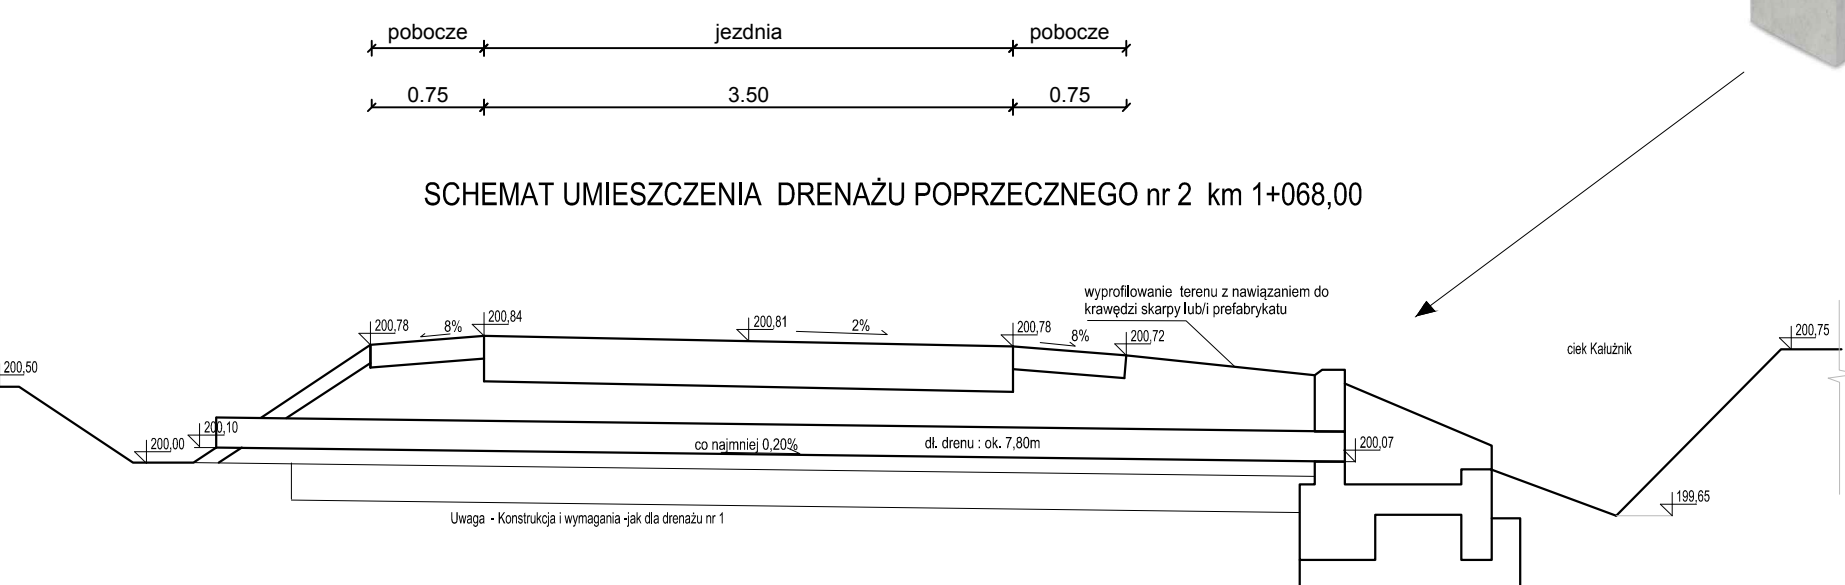 pobocze jezdnia pobocze
0.75 3.50 0.75
SCHEMAT UMIESZCZENIA DRENAŻU POPRZECZNEGO nr 2 km 1+068,00
wyprofilowanie terenu z nawiązaniem do
krawędzi skarpy lub/i prefabrykatu
200,78 8% 200,84 200,81 2% 200,78 8% 200,72 200,75
ciek Kałużnik
200,50
200,10
200,00 co najmniej 0,20% dł. drenu : ok. 7,80m 200,07
199,65
Uwaga - Konstrukcja i wymagania -jak dla drenażu nr 1